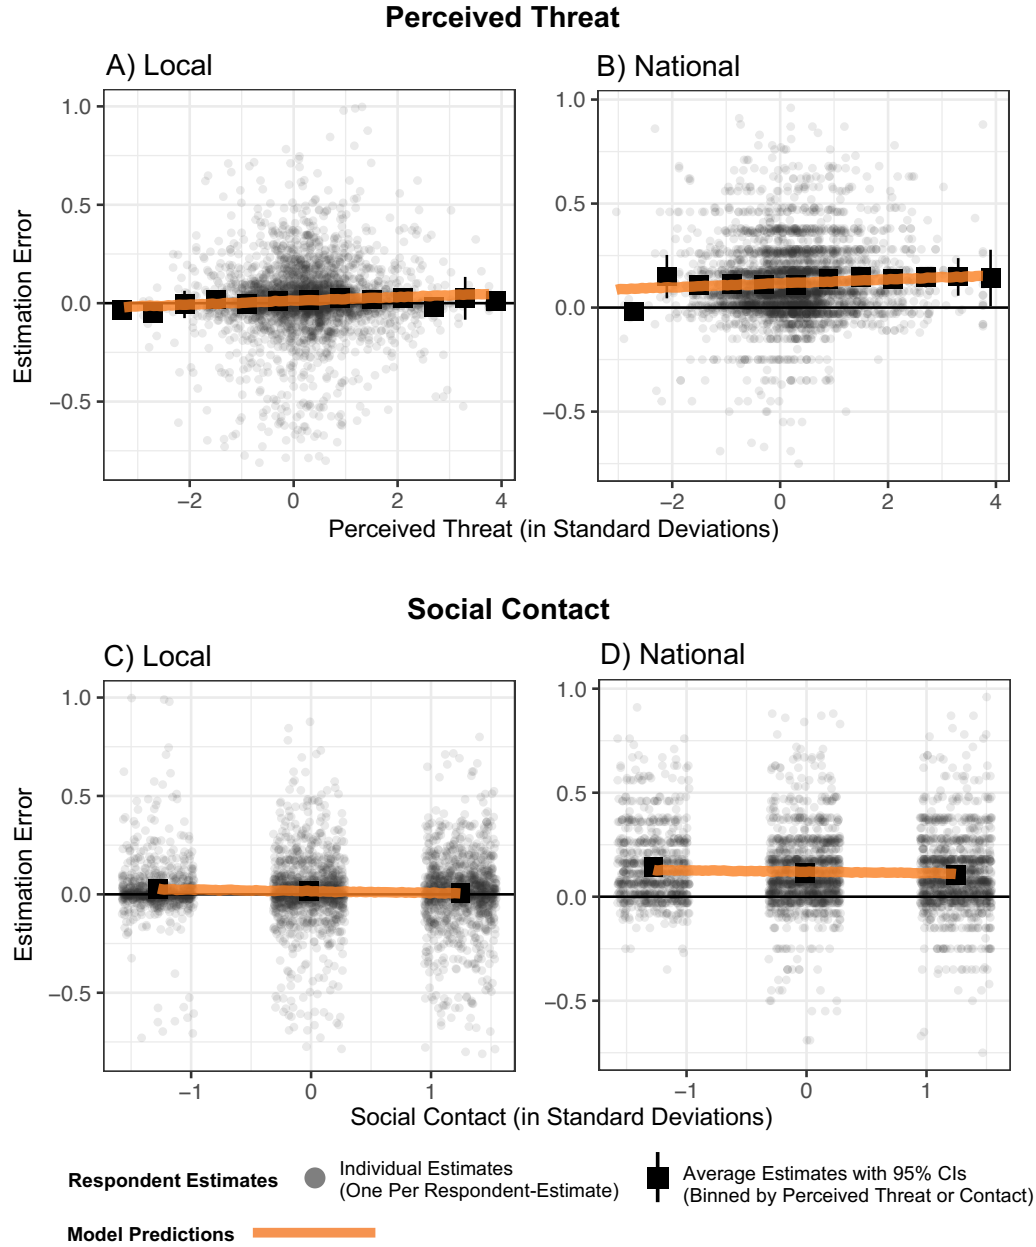 Perceived Threat
A) Local
B) National
Estimation Error
1.0
0.5
0.0
−0.5
−2
0
2
4
1.0
0.5
0.0
−0.5
−2
0
2
4
Perceived Threat (in Standard Deviations)
Social Contact
C) Local
D) National
Estimation Error
1.0
0.5
0.0
−0.5
−1
0
1
1.0
0.5
0.0
−0.5
−1
0
1
Social Contact (in Standard Deviations)
Respondent Estimates
Individual Estimates
(One Per Respondent-Estimate)
Average Estimates with 95% CIs
(Binned by Perceived Threat or Contact)
Model Predictions